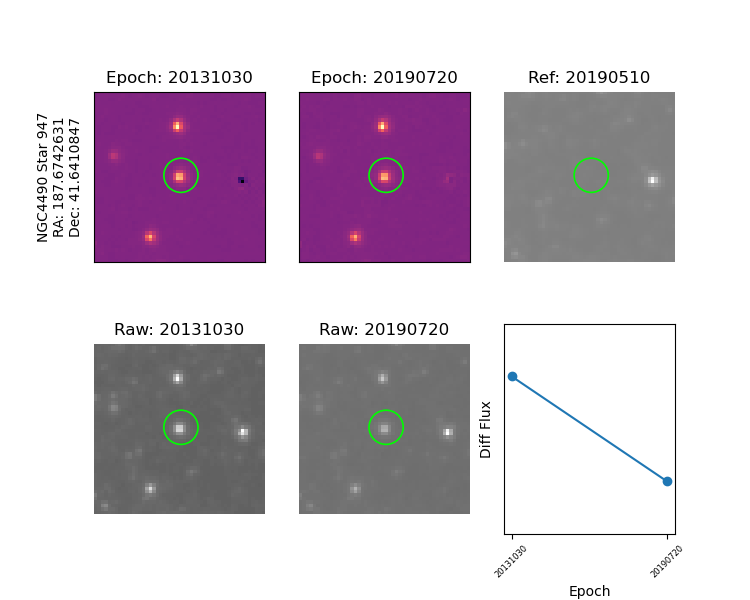 NGC4490 Star 947
RA: 187.6742631
Dec: 41.6410847
Epoch: 20131030
Epoch: 20190720
Ref: 20190510
Raw: 20131030
Raw: 20190720
Diff Flux
20131030
20190720
Epoch